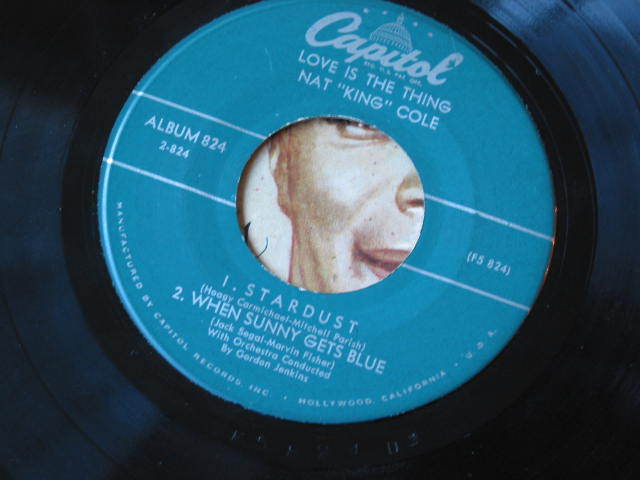 Capitol
LOVE IS THE THING
NAT "KING" COLE
ALBUM 824
2-824
(F5 824)
1. STARDUST
(Hoagy Carmichael-Mitchell Parish)
2. WHEN SUNNY GETS BLUE
(Jack Segal-Marvin Fisher)
With Orchestra Conducted
By Gordon Jenkins
MANUFACTURED BY CAPITOL RECORDS, INC. • HOLLYWOOD, CALIFORNIA • U.S.A.